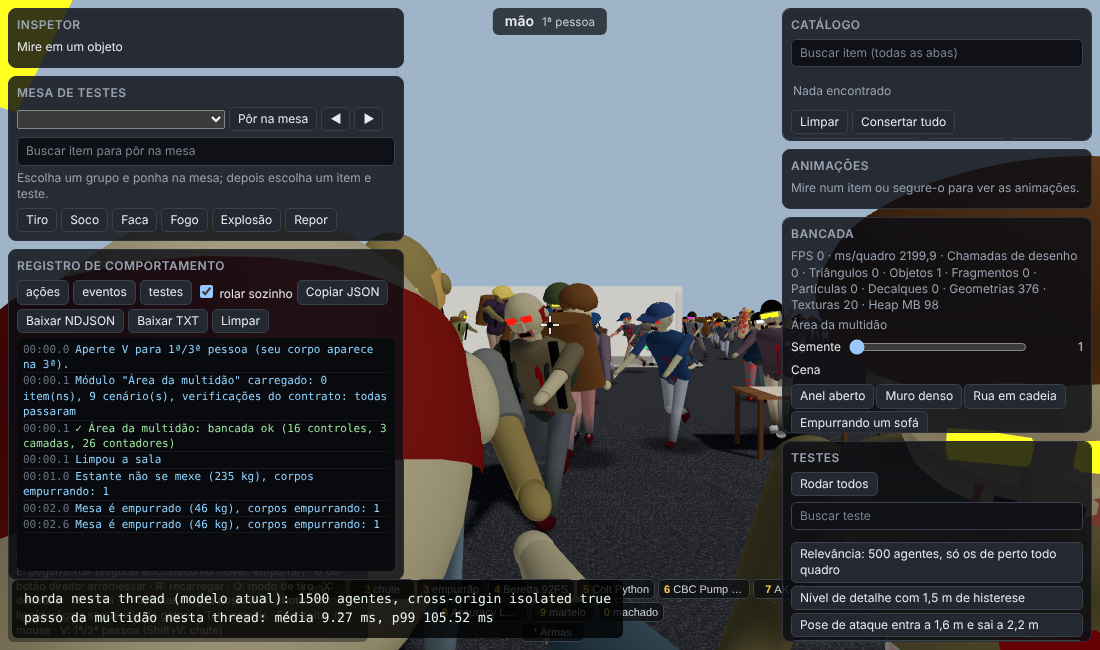 INSPETOR
Mire em um objeto
MESA DE TESTES
Pôr na mesa
◀
▶
Buscar item para pôr na mesa
Escolha um grupo e ponha na mesa; depois escolha um item e
teste.
Tiro
Soco
Faca
Fogo
Explosão
Repor
REGISTRO DE COMPORTAMENTO
ações
eventos
testes
rolar sozinho
Copiar JSON
Baixar NDJSON
Baixar TXT
Limpar
00:00.0 Aperte V para 1ª/3ª pessoa (seu corpo aparece
na 3ª).
00:00.1 Módulo "Área da multidão" carregado: 0
item(ns), 9 cenário(s), verificações do contrato: todas
passaram
00:00.1 ✓ Área da multidão: bancada ok (16 controles, 3
camadas, 26 contadores)
00:00.1 Limpou a sala
00:01.0 Estante não se mexe (235 kg), corpos
empurrando: 1
00:02.0 Mesa é empurrado (46 kg), corpos empurrando: 1
00:02.6 Mesa é empurrado (46 kg), corpos empurrando: 1
horda nesta thread (modelo atual): 1500 agentes, cross-origin isolated true
passo da multidão nesta thread: média 9.27 ms, p99 105.52 ms
mão 1ª pessoa
2 chute
3 empurrão
4 Beretta 92FS
5 Colt Python
6 CBC Pump ...
9 martelo
0 machado
Armas
CATÁLOGO
Buscar item (todas as abas)
Nada encontrado
Limpar
Consertar tudo
ANIMAÇÕES
Mire num item ou segure-o para ver as animações.
BANCADA
FPS 0 · ms/quadro 2199,9 · Chamadas de desenho
0 · Triângulos 0 · Objetos 1 · Fragmentos 0 ·
Partículas 0 · Decalques 0 · Geometrias 376 ·
Texturas 20 · Heap MB 98
Área da multidão
Semente
1
Cena
Anel aberto
Muro denso
Rua em cadeia
Empurrando um sofá
TESTES
Rodar todos
Buscar teste
Relevância: 500 agentes, só os de perto todo
quadro
Nível de detalhe com 1,5 m de histerese
Pose de ataque entra a 1,6 m e sai a 2,2 m